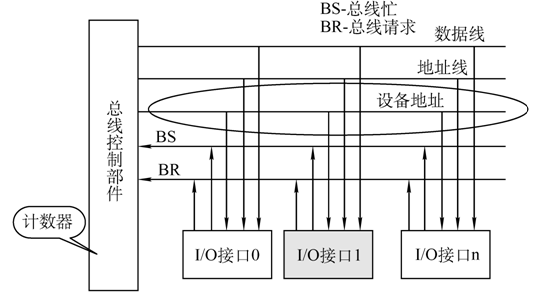 BS-总线忙
BR-总线请求
数据线
地址线
设备地址
总线控制部件
BS
BR
计数器
I/O接口0
I/O接口1
I/O接口n